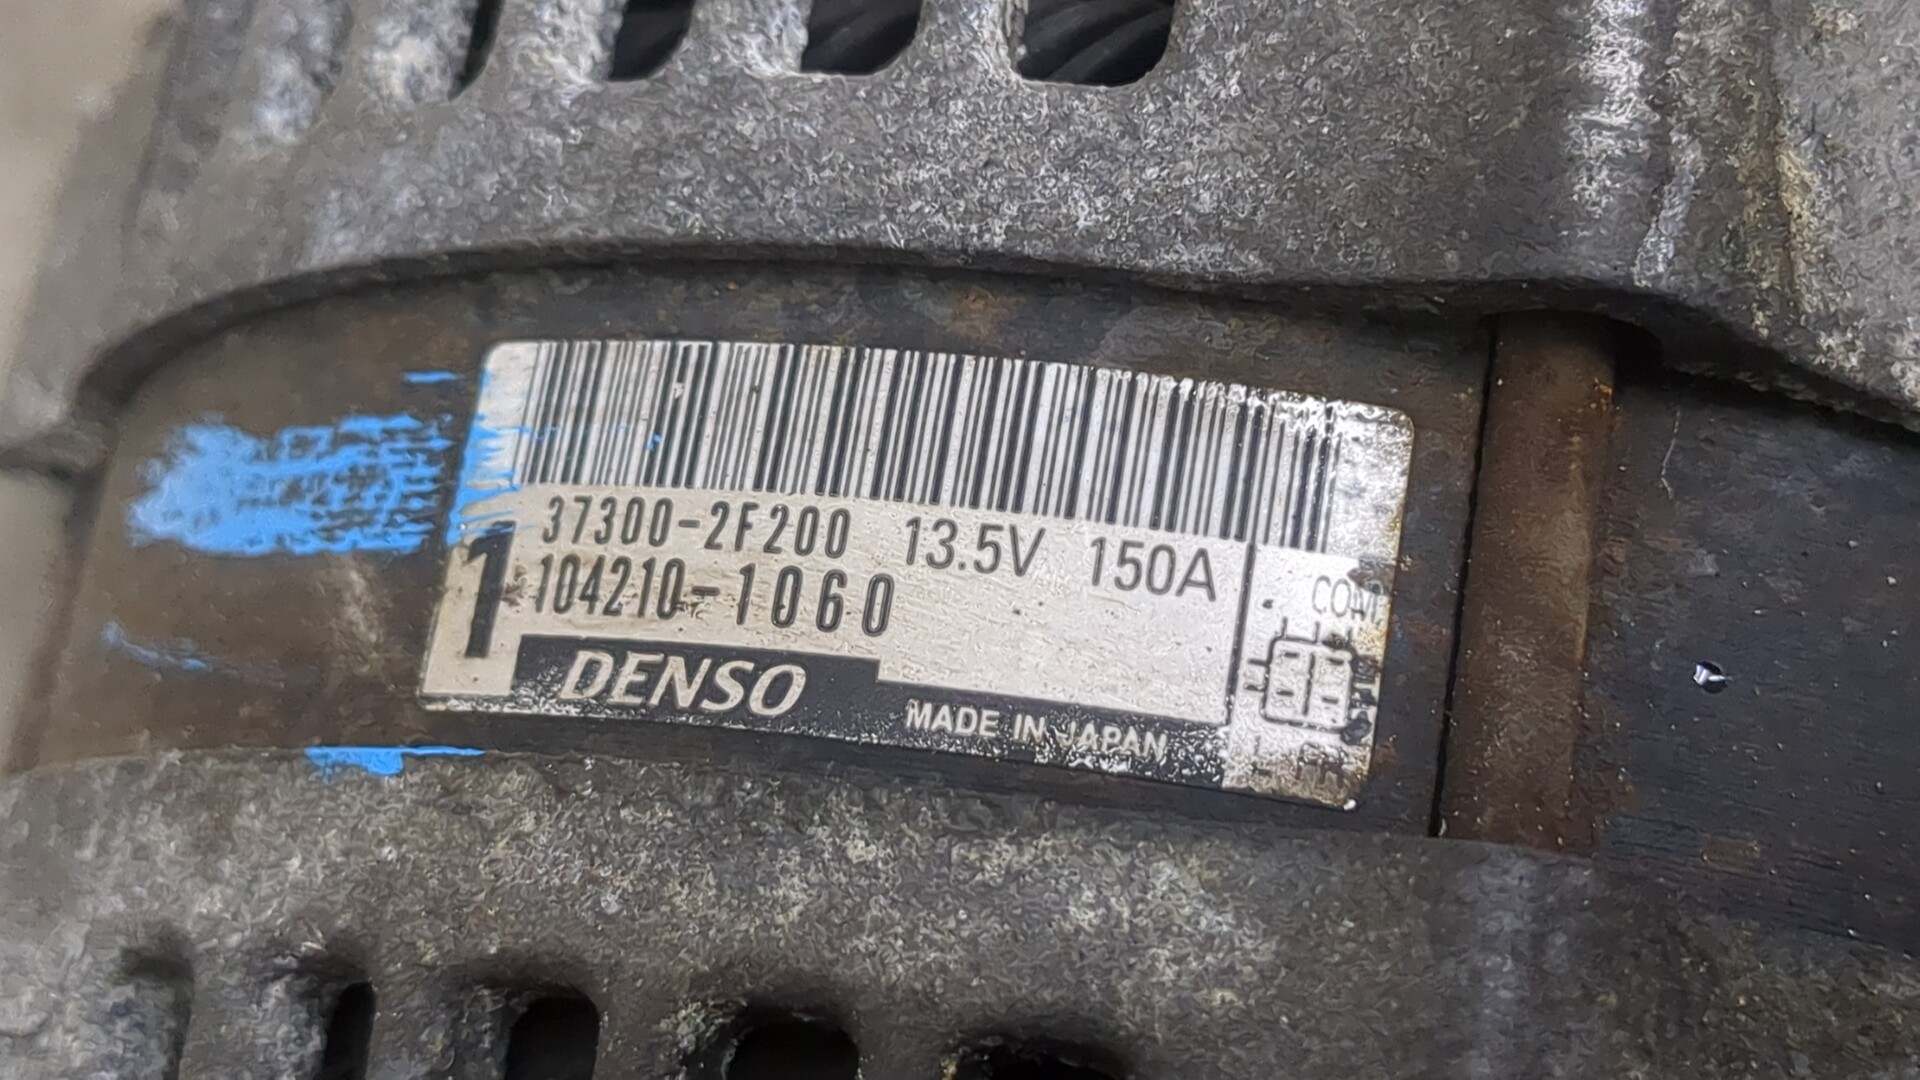 37300-2F200 13.5V 150A
1 104210-1060
DENSO
MADE IN JAPAN